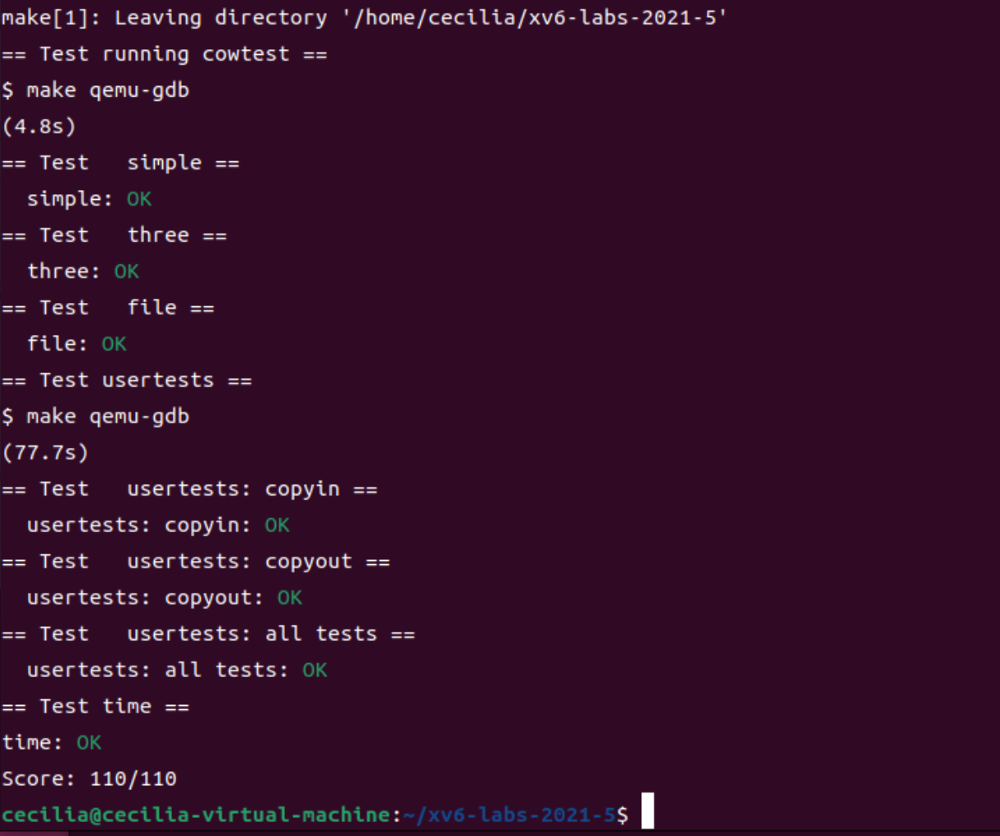 make[1]: Leaving directory '/home/cecilia/xv6-labs-2021-5'
== Test running cowtest ==
$ make qemu-gdb
(4.8s)
== Test   simple ==
  simple: OK
== Test   three ==
  three: OK
== Test   file ==
  file: OK
== Test usertests ==
$ make qemu-gdb
(77.7s)
== Test   usertests: copyin ==
  usertests: copyin: OK
== Test   usertests: copyout ==
  usertests: copyout: OK
== Test   usertests: all tests ==
  usertests: all tests: OK
== Test time ==
time: OK
Score: 110/110
cecilia@cecilia-virtual-machine:~/xv6-labs-2021-5$